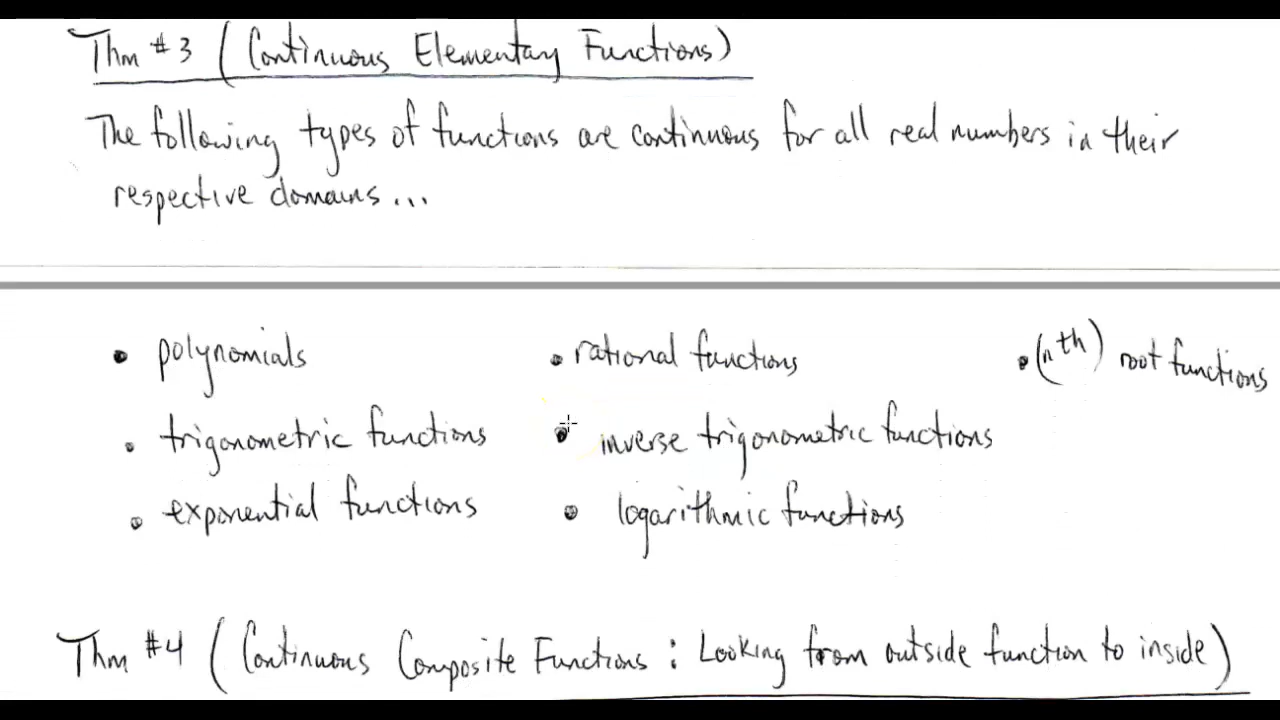 Thm #3 (Continuous Elementary Functions)
The following types of functions are continuous for all real numbers in their
respective domains...
• polynomials • rational functions • (nth) root functions
• trigonometric functions • inverse trigonometric functions
• exponential functions • logarithmic functions
Thm #4 (Continuous Composite Functions : Looking from outside function to inside)